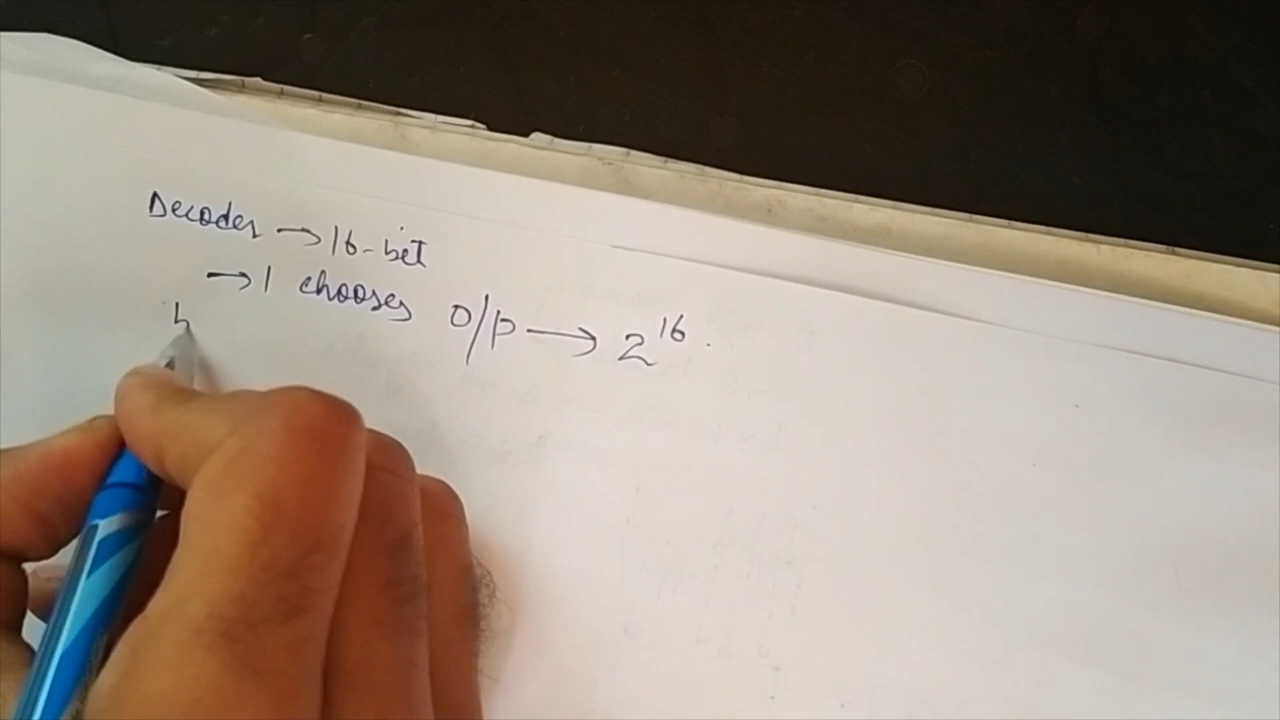 Decoder → 16-bit
→ 1 chooses o/p → 2^16.